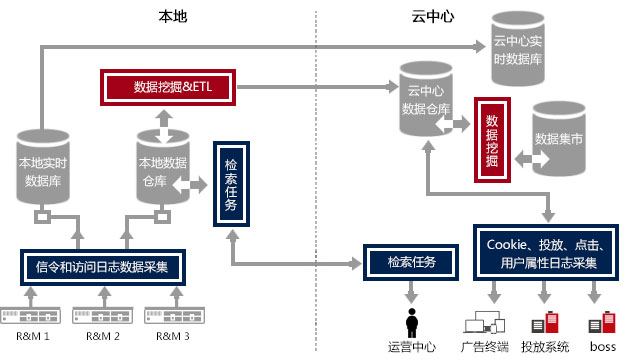 本地
云中心
云中心实
时数据库
数据挖掘&ETL
云中心
数据仓库
数据挖掘
数据集市
本地实时
数据库
本地数据
仓库
检索任务
信令和访问日志数据采集
检索任务
Cookie、投放、点击、
用户属性日志采集
R&M 1
R&M 2
R&M 3
运营中心
广告终端
投放系统
boss